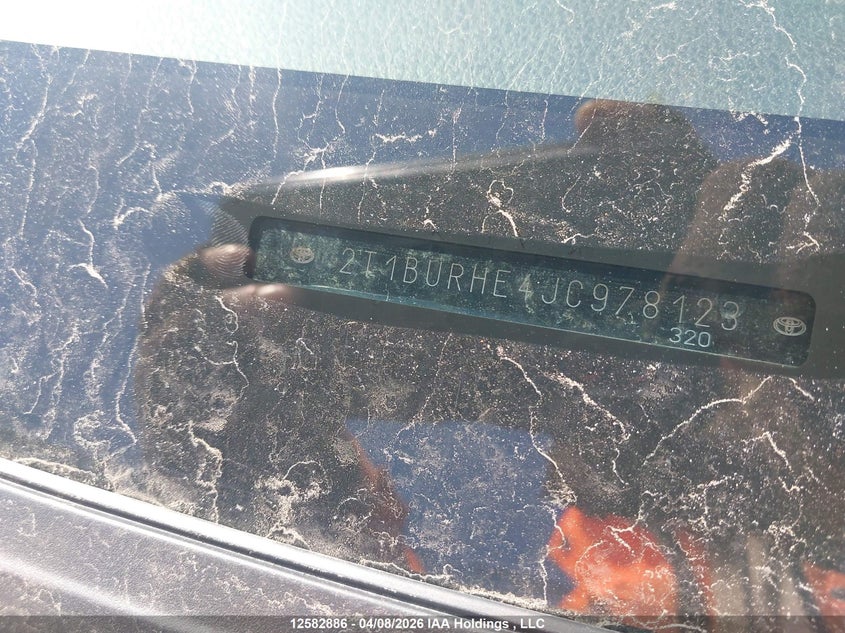 2T1BURHE4JC978123
320
12582886 - 04/08/2026 IAA Holdings , LLC